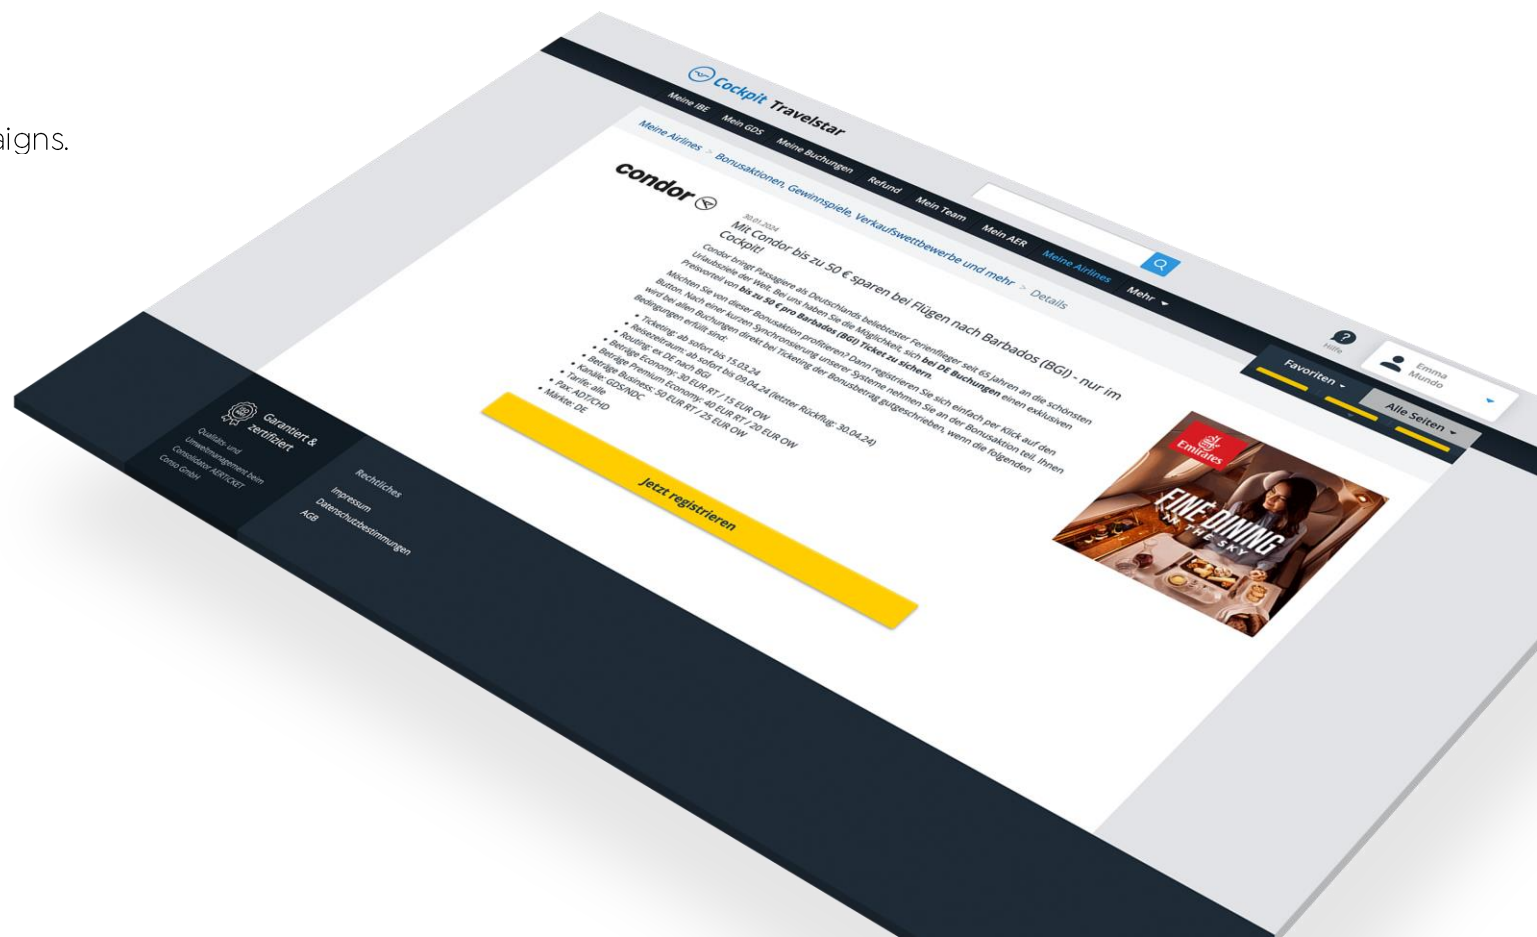 aigns.
Cockpit Travelstar
Meine IBE
Mein GDS
Meine Buchungen
Refund
Mein Team
Mein AER
Meine Airlines
Mehr
Hilfe
Emma
Mundo
Favoriten
Alle Seiten
Meine Airlines > Bonusaktionen, Gewinnspiele, Verkaufswettbewerbe und mehr > Details
condor
30.01.2024
Mit Condor bis zu 50 € sparen bei Flügen nach Barbados (BGI) - nur im
Cockpit!
Condor bringt Passagiere als Deutschlands beliebtester Ferienflieger seit 65 Jahren an die schönsten
Urlaubsziele der Welt. Bei uns haben Sie die Möglichkeit, sich bei DE Buchungen einen exklusiven
Preisvorteil von bis zu 50 € pro Barbados (BGI) Ticket zu sichern.
Möchten Sie von dieser Bonusaktion profitieren? Dann registrieren Sie sich einfach per Klick auf den
Button. Nach einer kurzen Synchronisierung unserer Systeme nehmen Sie an der Bonusaktion teil. Ihnen
wird bei allen Buchungen direkt bei Ticketing der Bonusbetrag gutgeschrieben, wenn die folgenden
Bedingungen erfüllt sind:
• Ticketing: ab sofort bis 15.03.24
• Reisezeitraum: ab sofort bis 09.04.24 (letzter Rückflug: 30.04.24)
• Routing: ex DE nach BGI
• Beträge Economy: 30 EUR RT / 15 EUR OW
• Beträge Premium Economy: 40 EUR RT / 20 EUR OW
• Beträge Business: 50 EUR RT / 25 EUR OW
• Kanäle: GDS/NDC
• Tarife: alle
• Pax: ADT/CHD
• Märkte: DE
Jetzt registrieren
Emirates
FINE DINING
IN THE SKY
Garantiert &
zertifiziert
Qualitäts- und
Umweltmanagement beim
Consolidator AERTICKET
Conso GmbH
Rechtliches
Impressum
Datenschutzbestimmungen
AGB